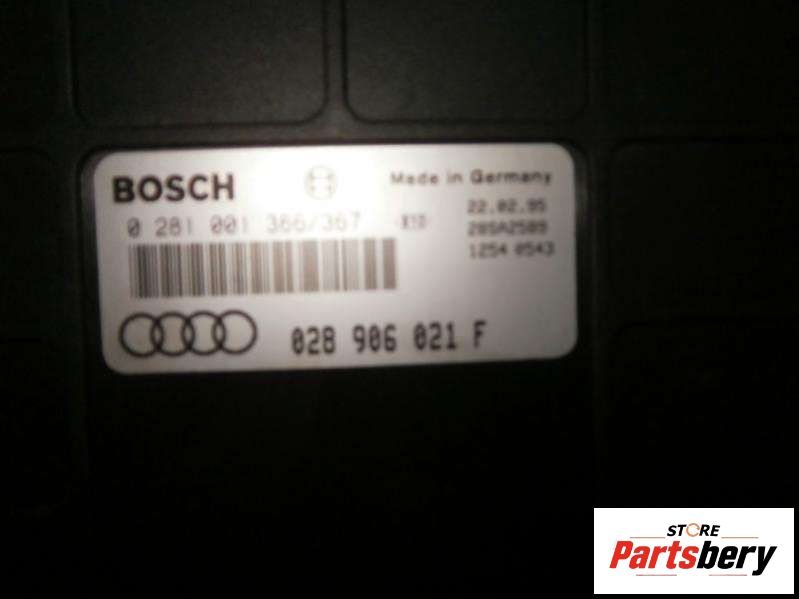 BOSCH
Made in Germany
0 281 001 366/367
22.02.95
285A2589
1254 0543
028 906 021 F
STORE
Partsbery